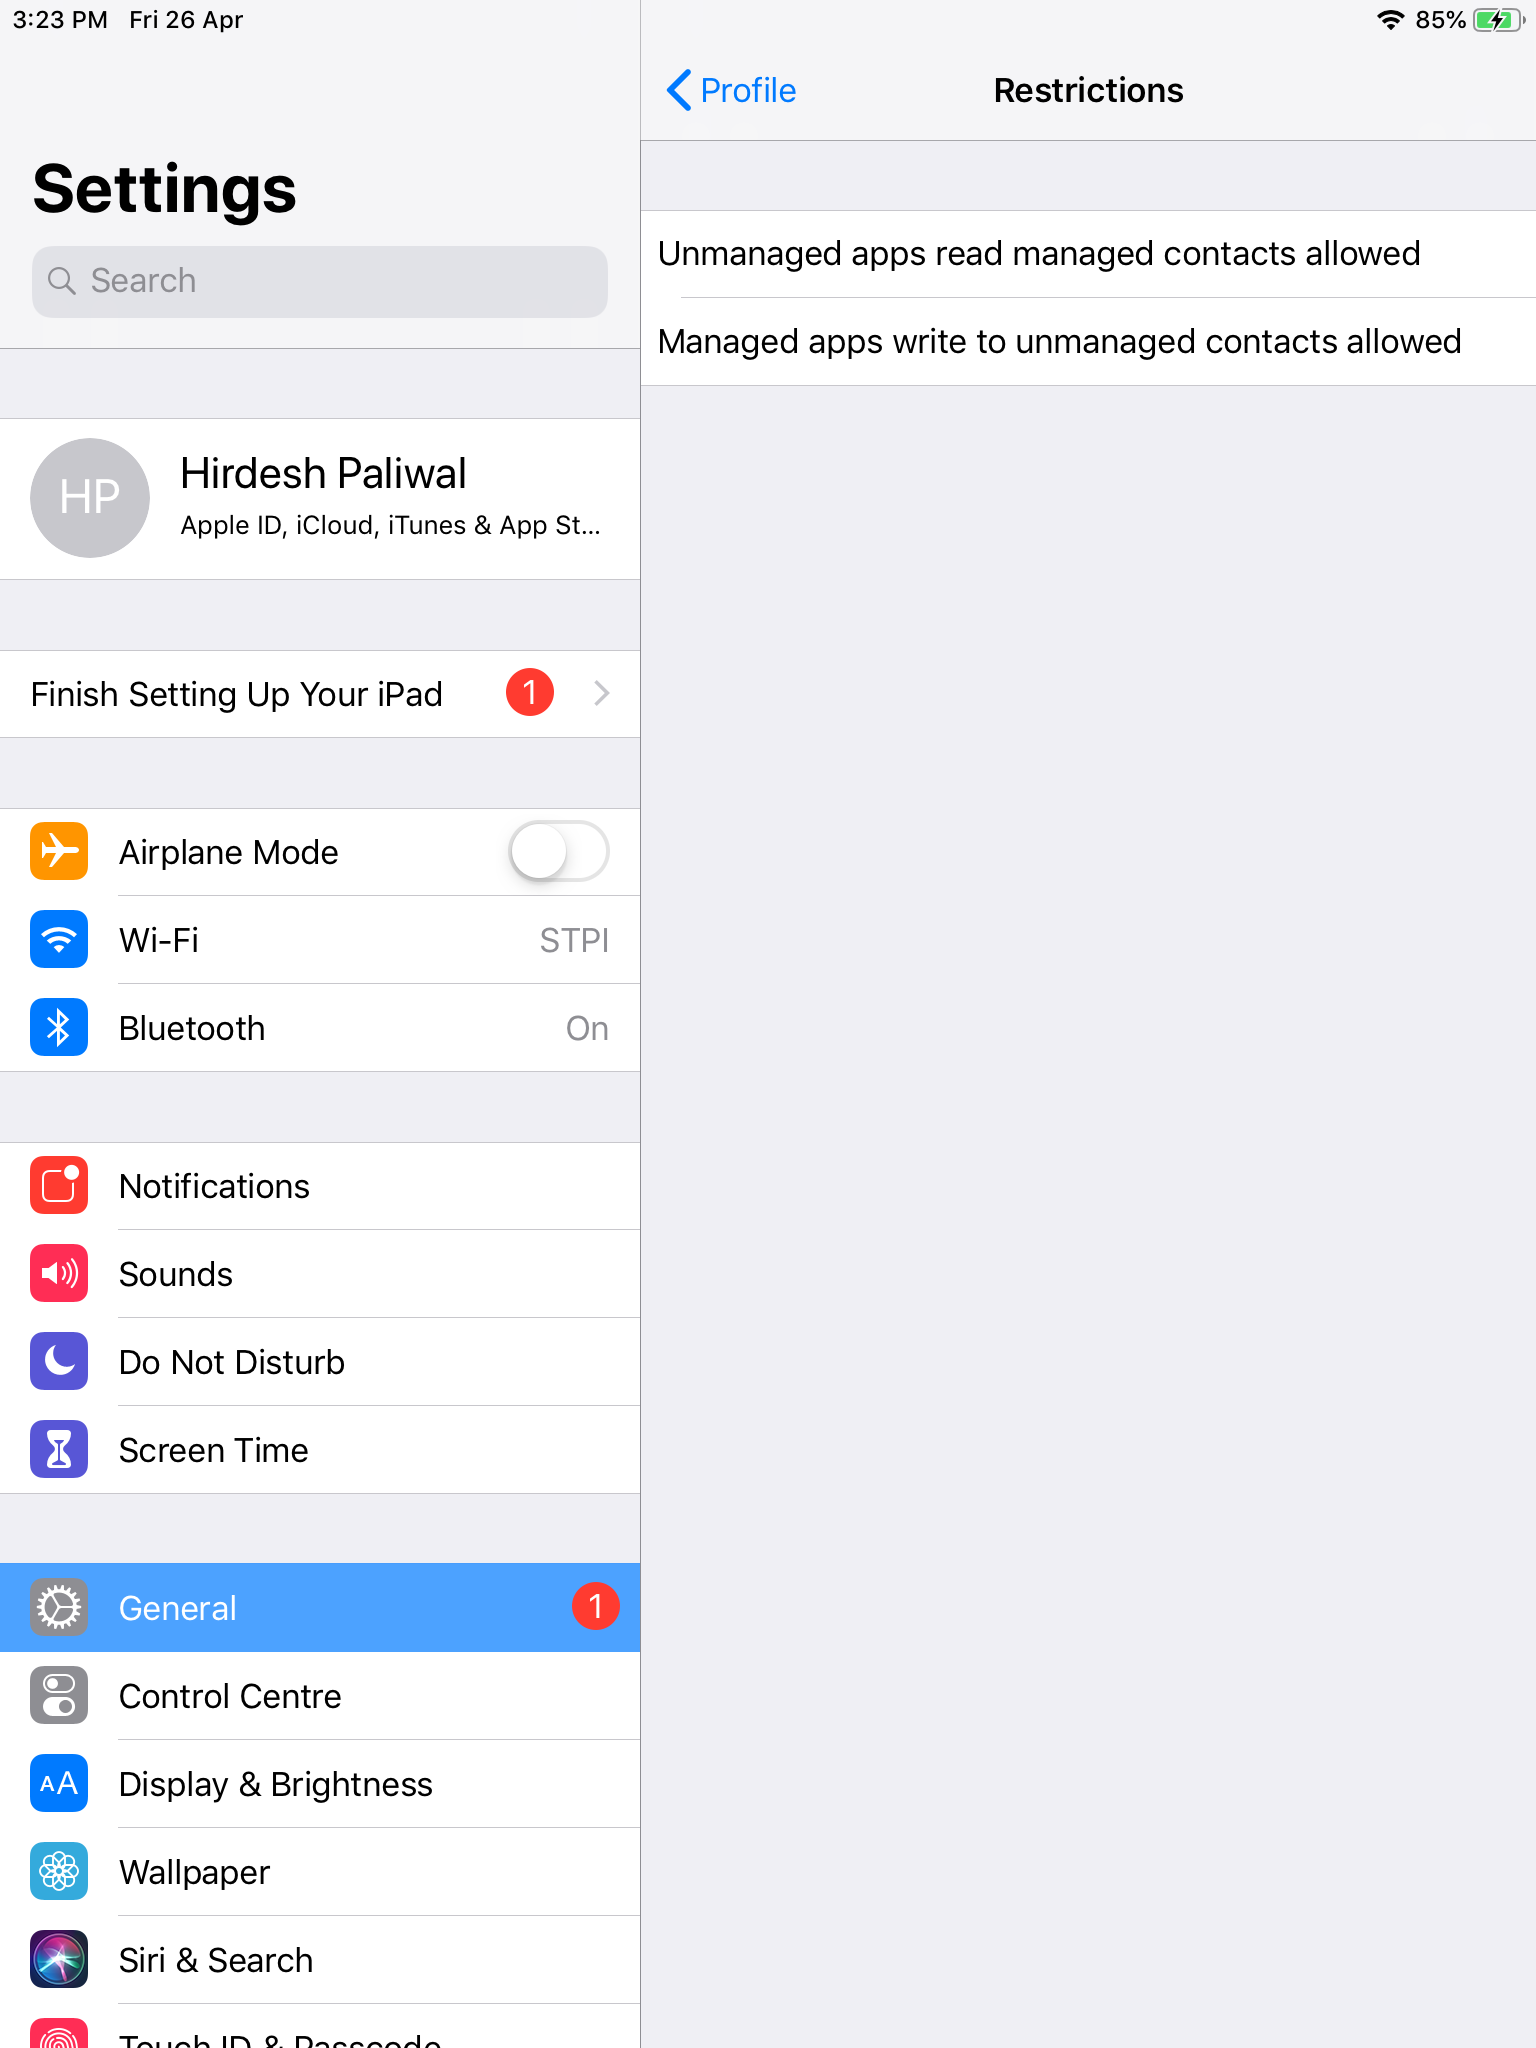 3:23 PM Fri 26 Apr
85%
Settings
Search
Hirdesh Paliwal
HP
Apple ID, iCloud, iTunes & App St...
Finish Setting Up Your iPad 1
Airplane Mode
Wi-Fi STPI
Bluetooth On
Notifications
Sounds
Do Not Disturb
Screen Time
General 1
Control Centre
AA Display & Brightness
Wallpaper
Siri & Search
Touch ID & Passcode
Profile Restrictions
Unmanaged apps read managed contacts allowed
Managed apps write to unmanaged contacts allowed